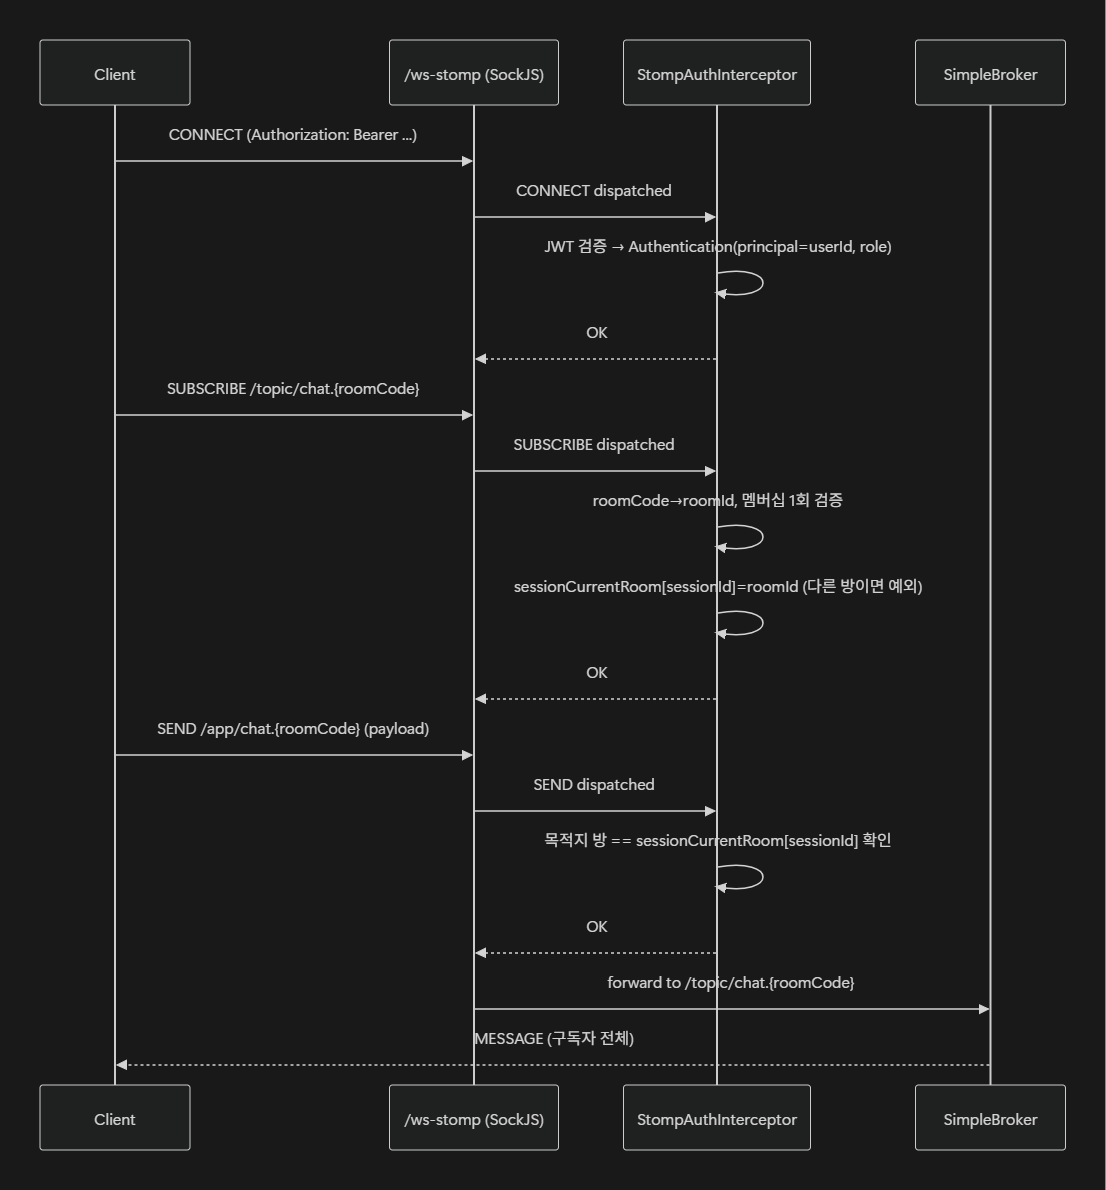 Client
/ws-stomp (SockJS)
StompAuthInterceptor
SimpleBroker
CONNECT (Authorization: Bearer ...)
CONNECT dispatched
JWT 검증 → Authentication(principal=userId, role)
OK
SUBSCRIBE /topic/chat.{roomCode}
SUBSCRIBE dispatched
roomCode→roomId, 멤버십 1회 검증
sessionCurrentRoom[sessionId]=roomId (다른 방이면 예외)
OK
SEND /app/chat.{roomCode} (payload)
SEND dispatched
목적지 방 == sessionCurrentRoom[sessionId] 확인
OK
forward to /topic/chat.{roomCode}
MESSAGE (구독자 전체)
Client
/ws-stomp (SockJS)
StompAuthInterceptor
SimpleBroker